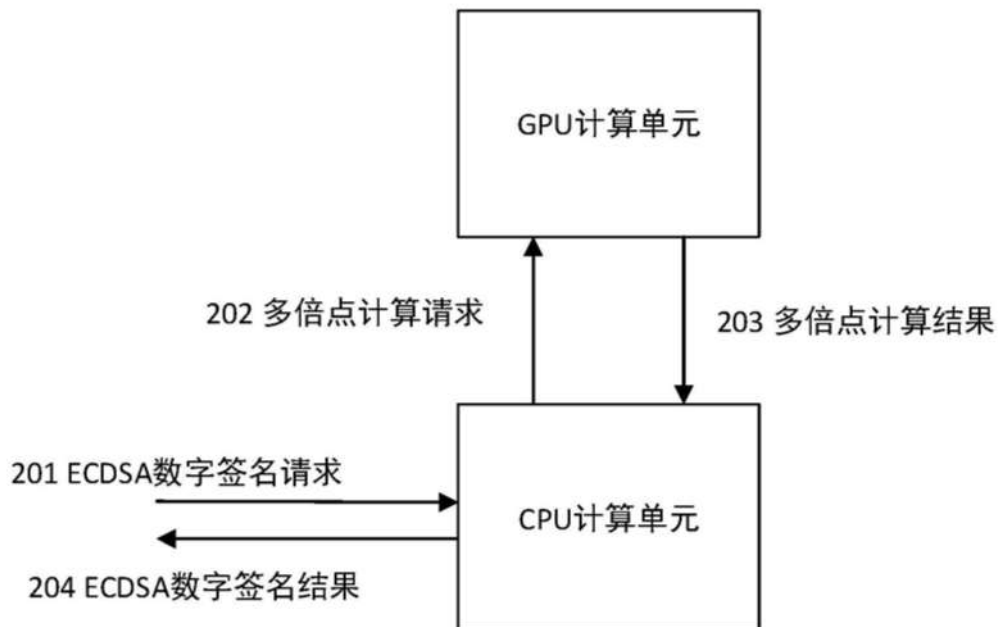 GPU计算单元
202 多倍点计算请求
203 多倍点计算结果
201 ECDSA数字签名请求
CPU计算单元
204 ECDSA数字签名结果